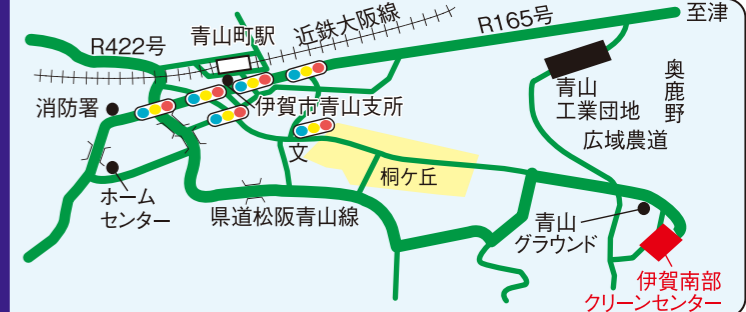 R422号
青山町駅
近鉄大阪線
R165号
至津
消防署
伊賀市青山支所
青山
工業団地
奥鹿野
広域農道
文
桐ケ丘
ホーム
センター
県道松阪青山線
青山
グラウンド
伊賀南部
クリーンセンター